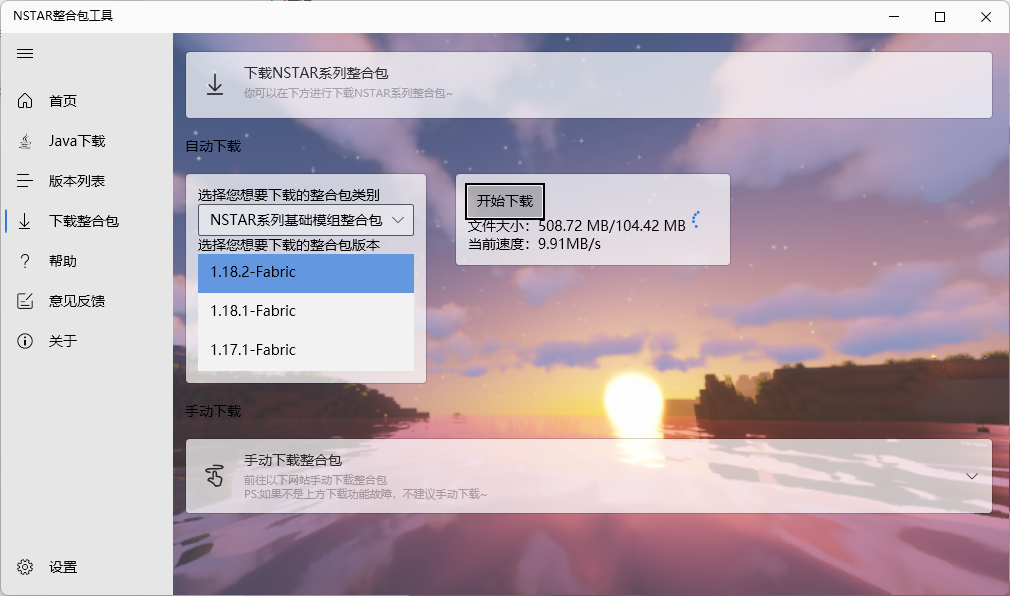 NSTAR整合包工具
首页
Java下载
版本列表
下载整合包
帮助
意见反馈
关于
设置
下载NSTAR系列整合包
你可以在下方进行下载NSTAR系列整合包~
自动下载
选择您想要下载的整合包类别
NSTAR系列基础模组整合包
选择您想要下载的整合包版本
1.18.2-Fabric
1.18.1-Fabric
1.17.1-Fabric
开始下载
文件大小：508.72 MB/104.42 MB
当前速度：9.91MB/s
手动下载
手动下载整合包
前往以下网站手动下载整合包
PS:如果不是上方下载功能故障，不建议手动下载~